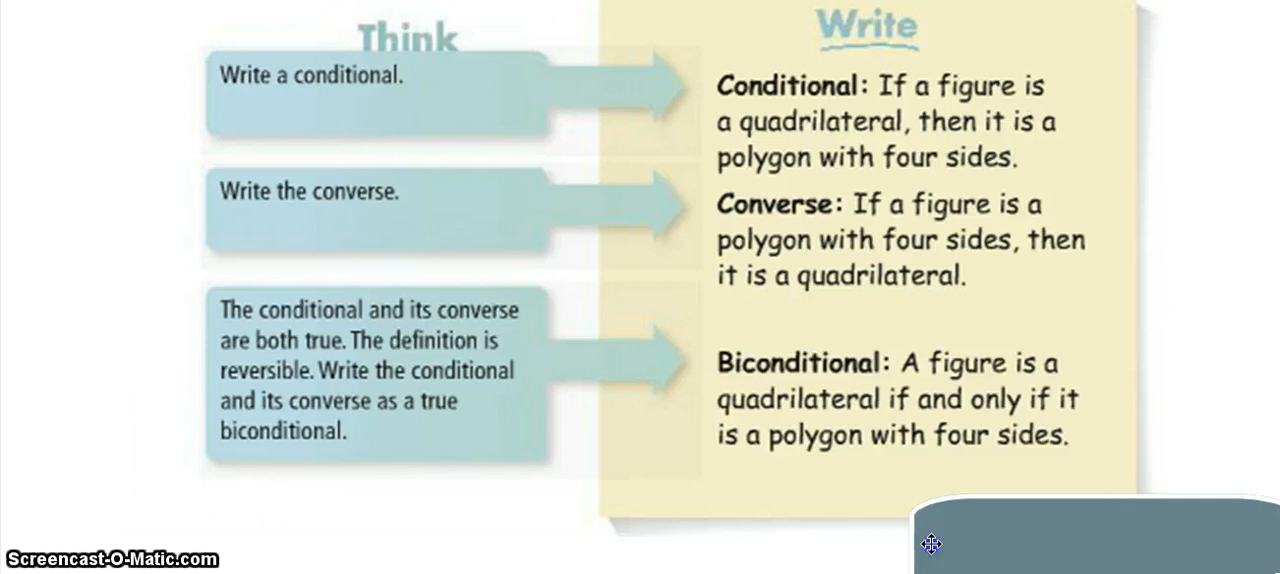 Think
Write
Write a conditional.
Conditional: If a figure is
a quadrilateral, then it is a
polygon with four sides.
Write the converse.
Converse: If a figure is a
polygon with four sides, then
it is a quadrilateral.
The conditional and its converse
are both true. The definition is
reversible. Write the conditional
and its converse as a true
biconditional.
Biconditional: A figure is a
quadrilateral if and only if it
is a polygon with four sides.
Screencast-O-Matic.com